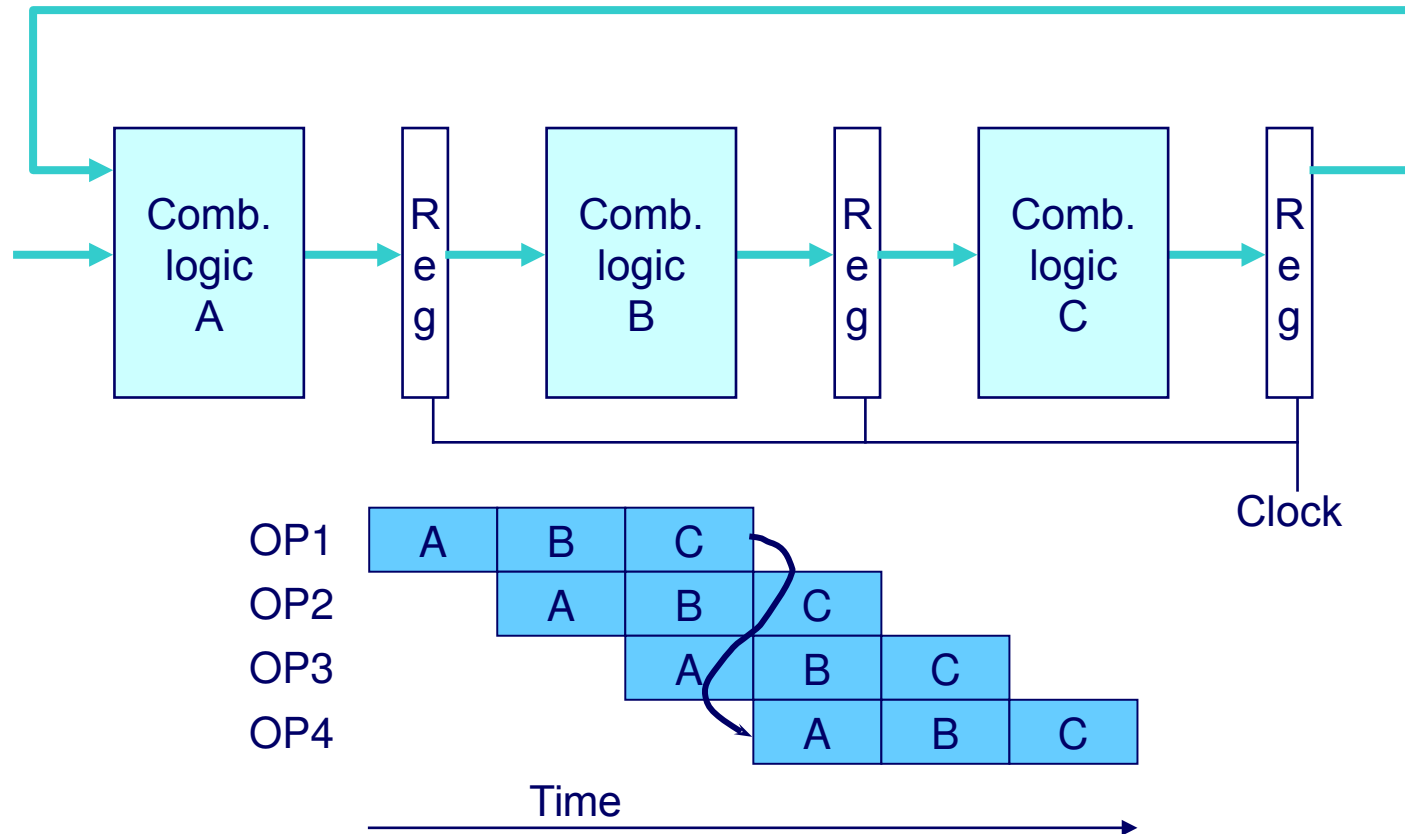 Comb.
logic
A
R
e
g
Comb.
logic
B
R
e
g
Comb.
logic
C
R
e
g
Clock
OP1 A B C
OP2 A B C
OP3 A B C
OP4 A B C
Time